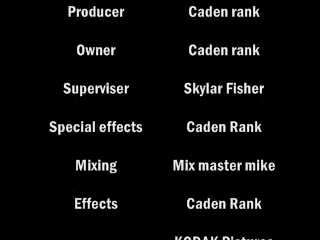 Producer Caden rank
Owner Caden rank
Superviser Skylar Fisher
Special effects Caden Rank
Mixing Mix master mike
Effects Caden Rank
KODAK